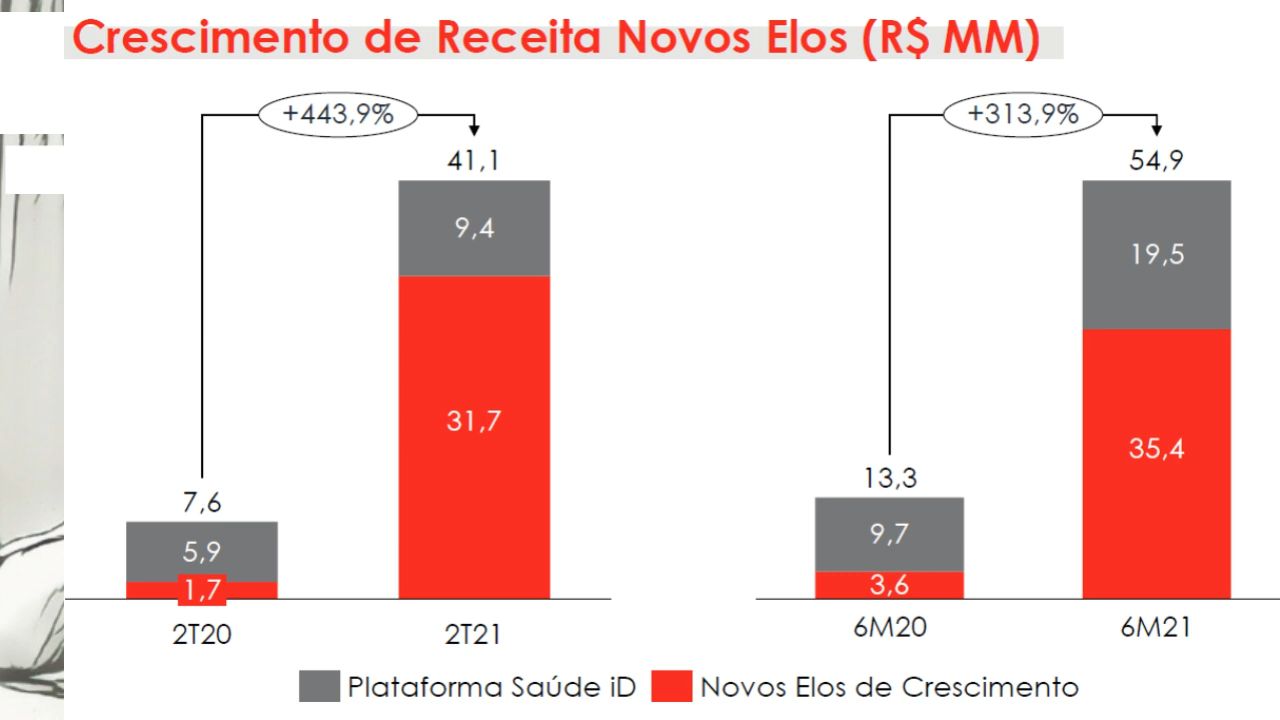 Crescimento de Receita Novos Elos (R$ MM)
+443,9%
41,1
9,4
31,7
7,6
5,9
1,7
2T20
2T21
+313,9%
54,9
19,5
35,4
13,3
9,7
3,6
6M20
6M21
Plataforma Saúde iD
Novos Elos de Crescimento